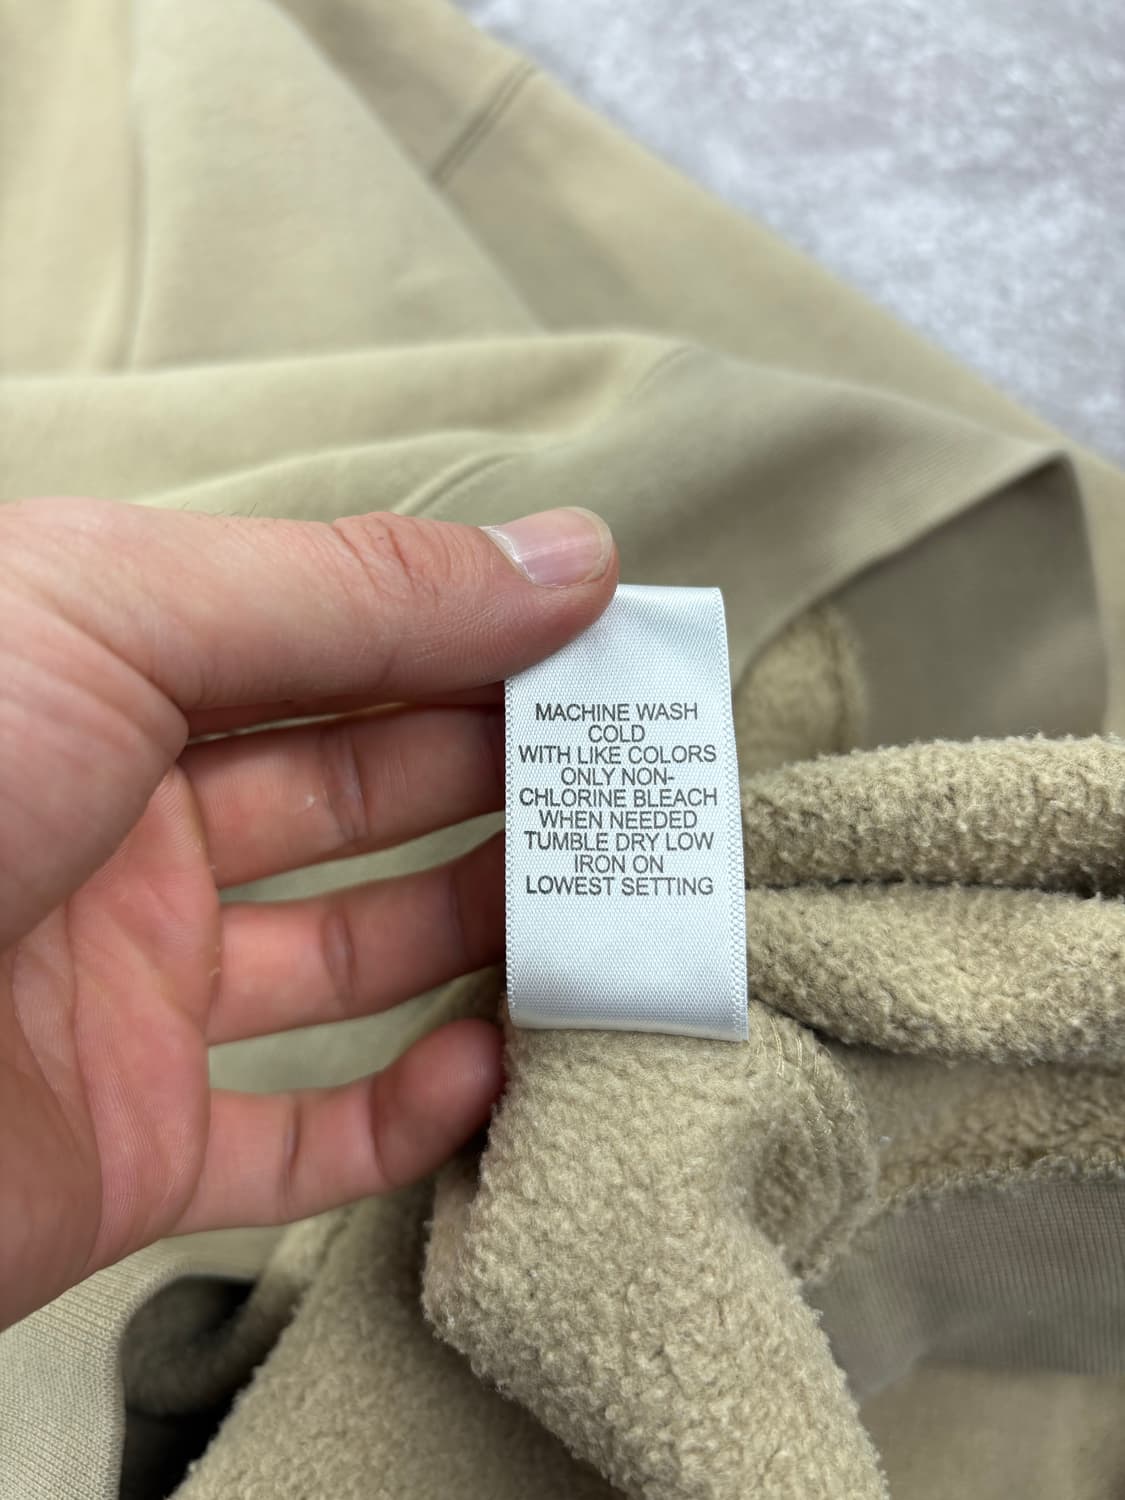 MACHINE WASH
COLD
WITH LIKE COLORS
ONLY NON-
CHLORINE BLEACH
WHEN NEEDED
TUMBLE DRY LOW
IRON ON
LOWEST SETTING